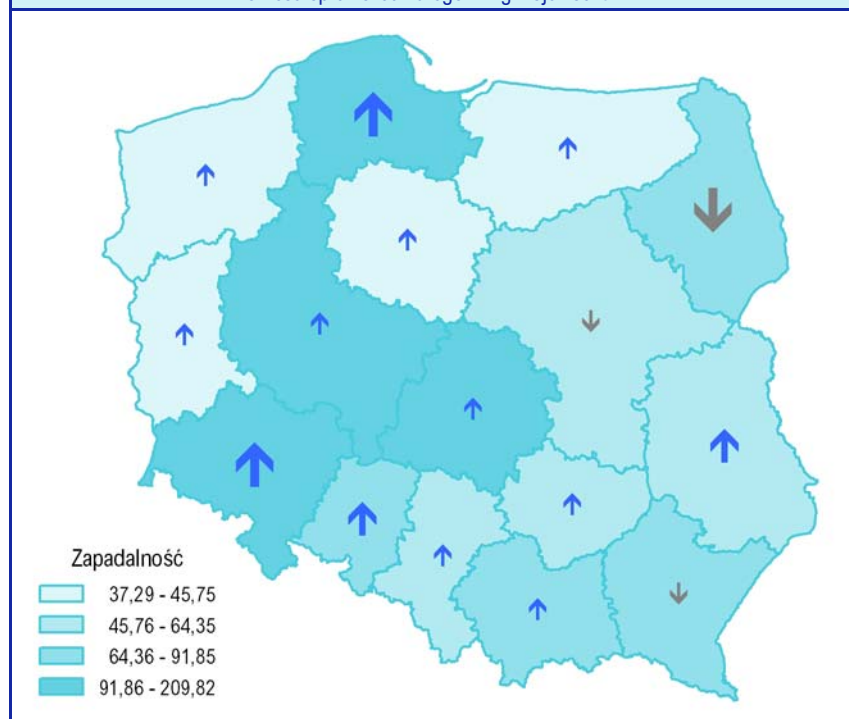 Zapadalność
37,29 - 45,75
45,76 - 64,35
64,36 - 91,85
91,86 - 209,82